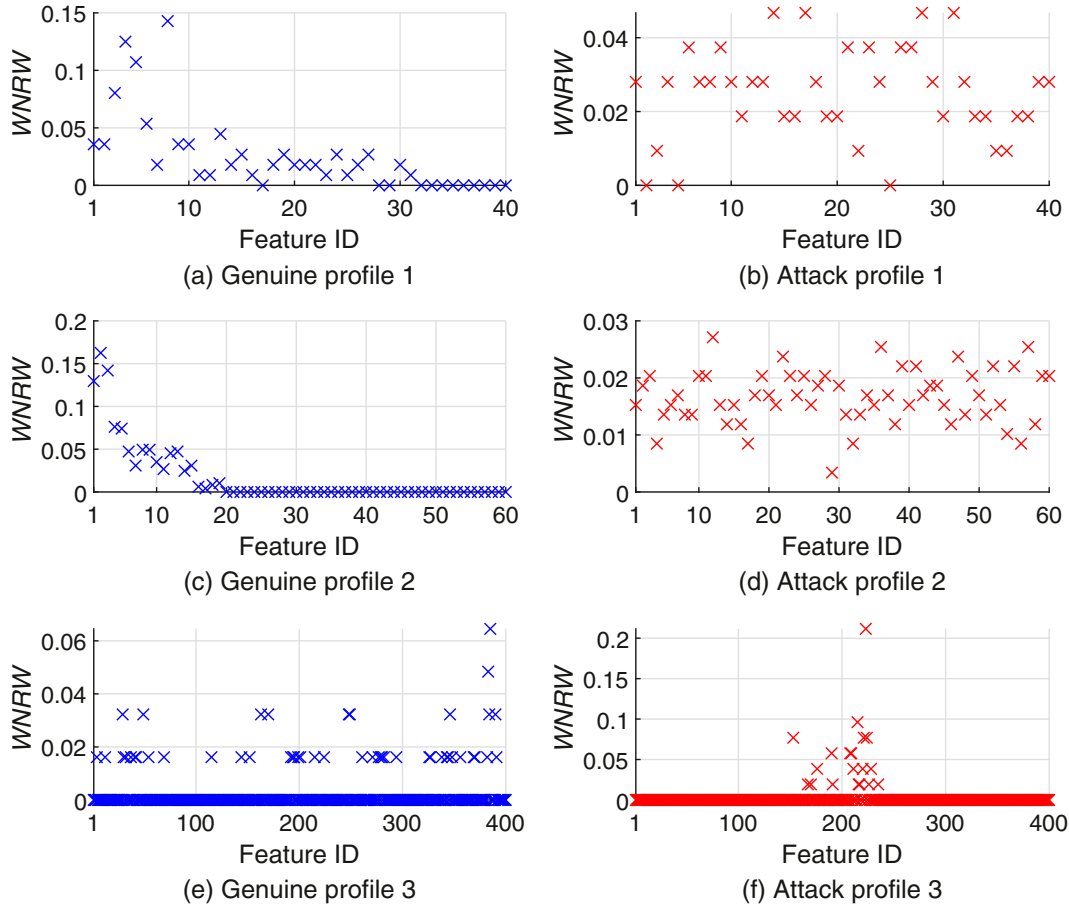 0.15
0.1
0.05
0
WNRW
1 10 20 30 40
Feature ID
(a) Genuine profile 1
0.04
0.02
0
WNRW
1 10 20 30 40
Feature ID
(b) Attack profile 1
0.2
0.15
0.1
0.05
0
WNRW
1 10 20 30 40 50 60
Feature ID
(c) Genuine profile 2
0.03
0.02
0.01
0
WNRW
1 10 20 30 40 50 60
Feature ID
(d) Attack profile 2
0.06
0.04
0.02
0
WNRW
1 100 200 300 400
Feature ID
(e) Genuine profile 3
0.2
0.15
0.1
0.05
0
WNRW
1 100 200 300 400
Feature ID
(f) Attack profile 3